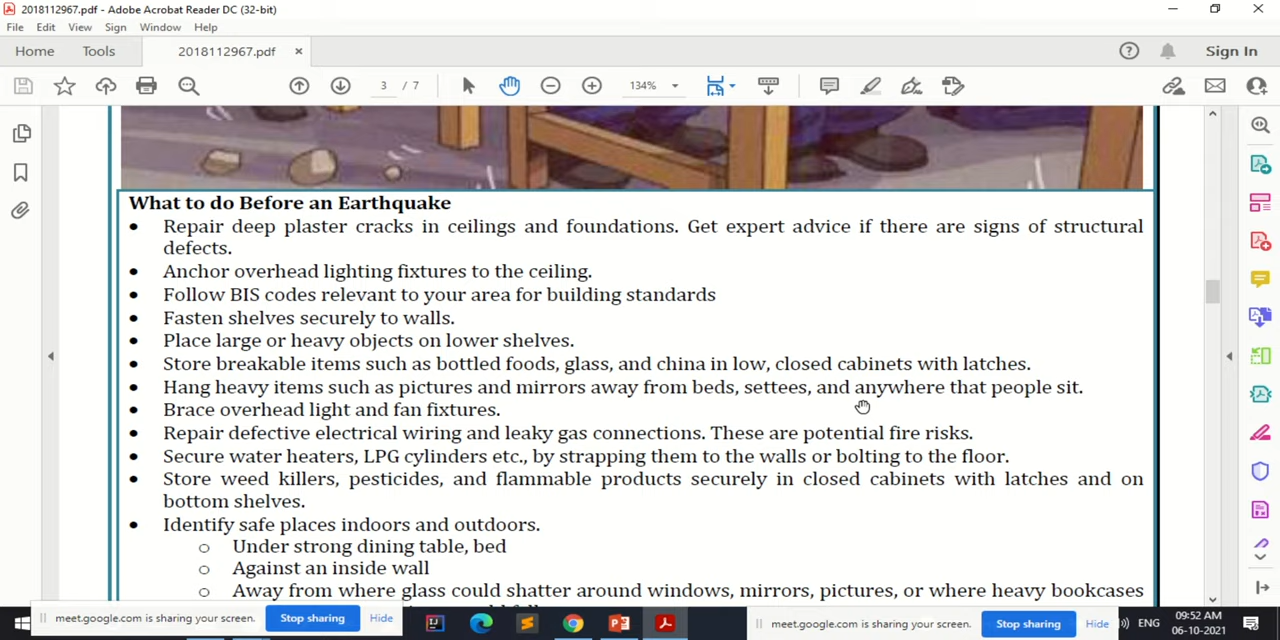 2018112967.pdf - Adobe Acrobat Reader DC (32-bit)
File Edit View Sign Window Help
Home Tools 2018112967.pdf × Sign In
3 / 7 134%
What to do Before an Earthquake
• Repair deep plaster cracks in ceilings and foundations. Get expert advice if there are signs of structural
defects.
• Anchor overhead lighting fixtures to the ceiling.
• Follow BIS codes relevant to your area for building standards
• Fasten shelves securely to walls.
• Place large or heavy objects on lower shelves.
• Store breakable items such as bottled foods, glass, and china in low, closed cabinets with latches.
• Hang heavy items such as pictures and mirrors away from beds, settees, and anywhere that people sit.
• Brace overhead light and fan fixtures.
• Repair defective electrical wiring and leaky gas connections. These are potential fire risks.
• Secure water heaters, LPG cylinders etc., by strapping them to the walls or bolting to the floor.
• Store weed killers, pesticides, and flammable products securely in closed cabinets with latches and on
bottom shelves.
• Identify safe places indoors and outdoors.
o Under strong dining table, bed
o Against an inside wall
o Away from where glass could shatter around windows, mirrors, pictures, or where heavy bookcases
meet.google.com is sharing your screen. Stop sharing Hide
meet.google.com is sharing your screen. Stop sharing Hide
ENG 09:52 AM
06-10-2021